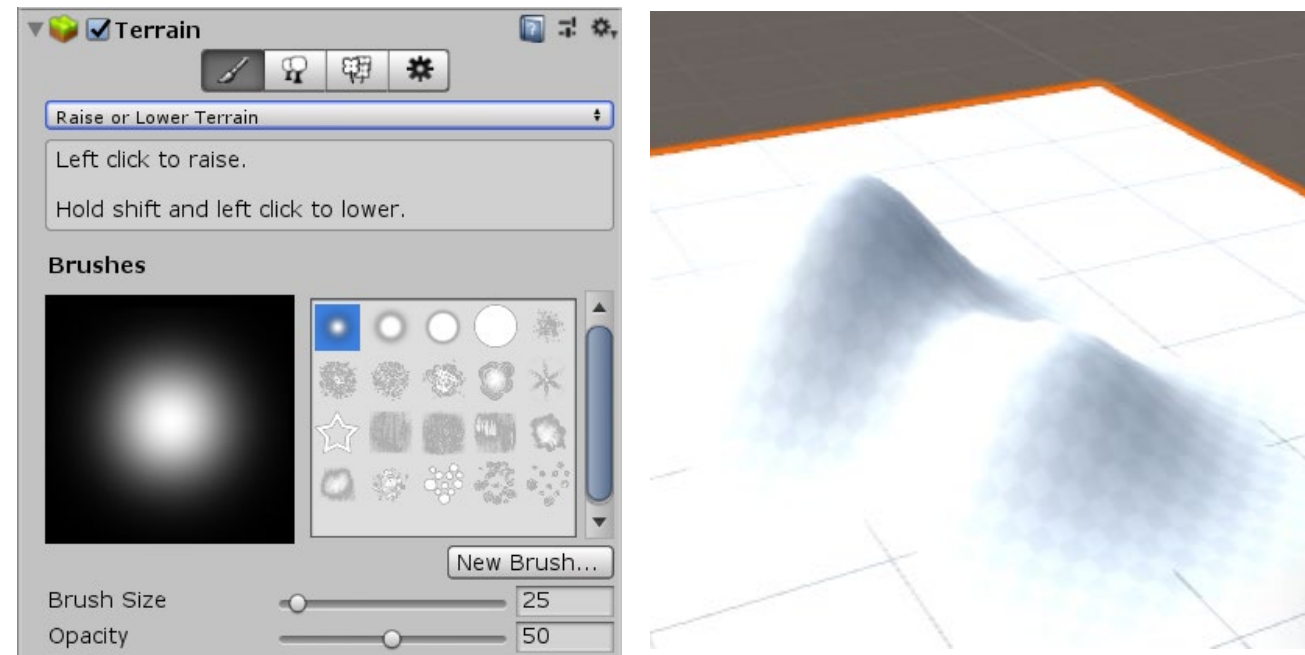 Terrain
Raise or Lower Terrain
Left click to raise.
Hold shift and left click to lower.
Brushes
New Brush...
Brush Size 25
Opacity 50